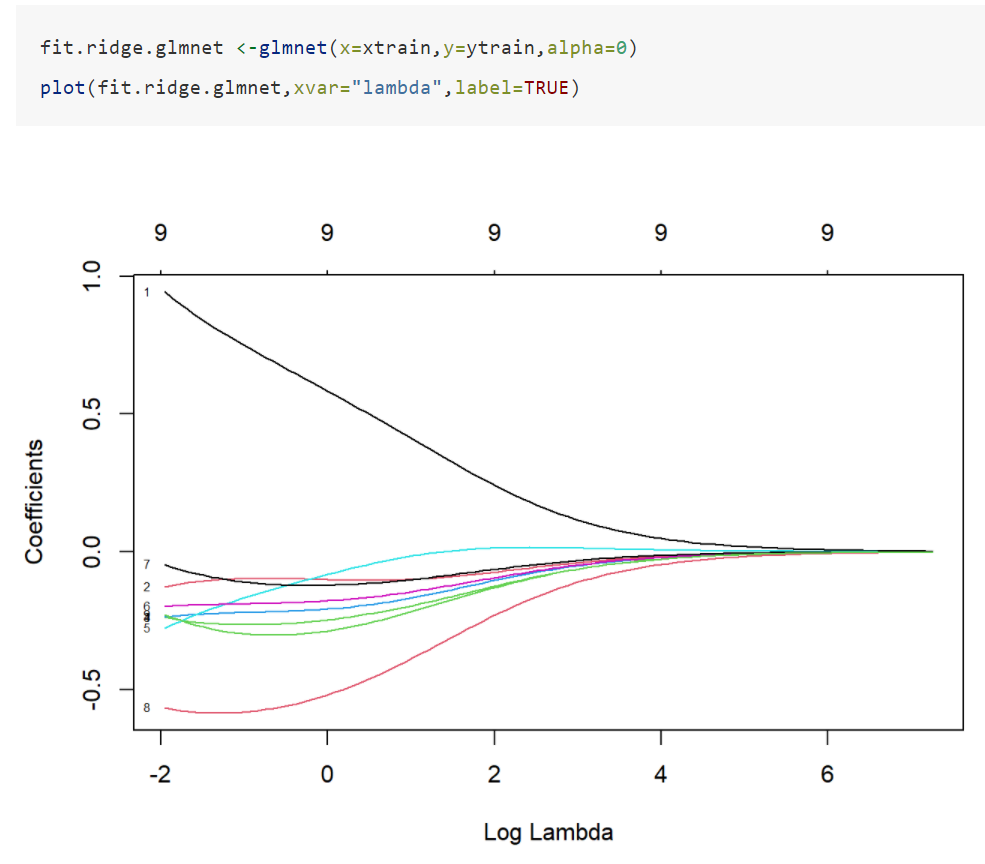 fit.ridge.glmnet <-glmnet(x=xtrain,y=ytrain,alpha=0)
plot(fit.ridge.glmnet,xvar="lambda",label=TRUE)
9 9 9 9 9
1.0
0.5
0.0
-0.5
Coefficients
1
7
2
6
5
8
-2 0 2 4 6
Log Lambda